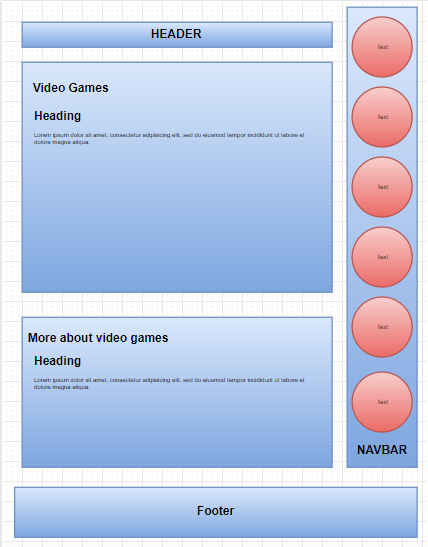 HEADER
Video Games
Heading
Lorem ipsum dolor sit amet, consectetur adipisicing elit, sed do eiusmod tempor incididunt ut labore et
dolore magna aliqua.
More about video games
Heading
Lorem ipsum dolor sit amet, consectetur adipisicing elit, sed do eiusmod tempor incididunt ut labore et
dolore magna aliqua.
Text
Text
Text
Text
Text
Text
NAVBAR
Footer